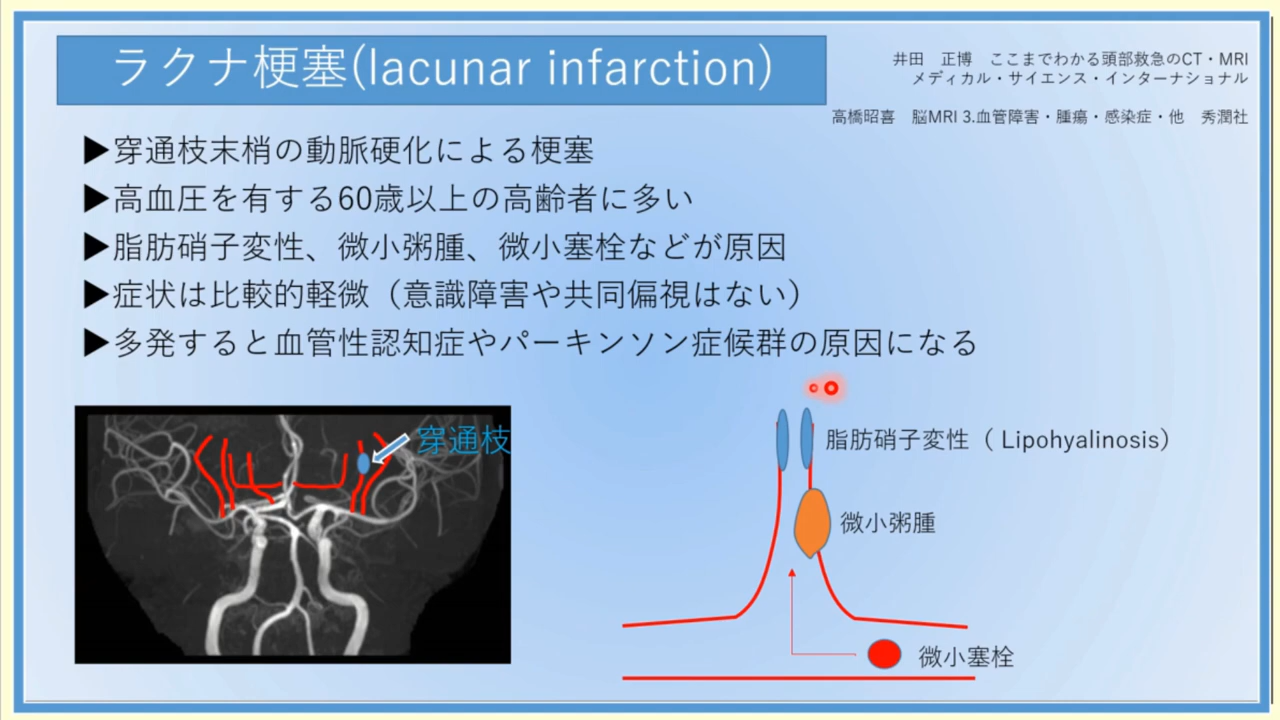 ラクナ梗塞(lacunar infarction)
井田　正博　ここまでわかる頭部救急のCT・MRI
メディカル・サイエンス・インターナショナル
高橋昭喜　脳MRI 3.血管障害・腫瘍・感染症・他　秀潤社
▶穿通枝末梢の動脈硬化による梗塞
▶高血圧を有する60歳以上の高齢者に多い
▶脂肪硝子変性、微小粥腫、微小塞栓などが原因
▶症状は比較的軽微（意識障害や共同偏視はない）
▶多発すると血管性認知症やパーキンソン症候群の原因になる
穿通枝
脂肪硝子変性（ Lipohyalinosis）
微小粥腫
微小塞栓